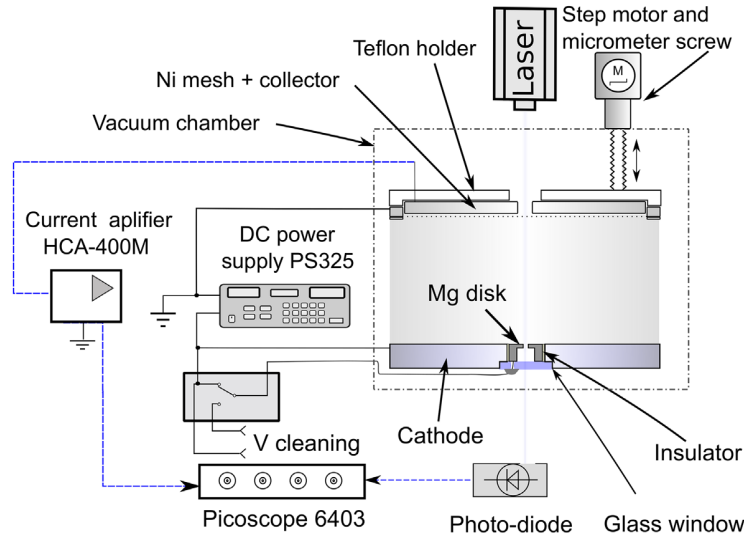 Step motor and
micrometer screw
Laser
M
Teflon holder
Ni mesh + collector
Vacuum chamber
Current aplifier
HCA-400M
DC power
supply PS325
Mg disk
V cleaning
Cathode
Insulator
Picoscope 6403
Photo-diode
Glass window